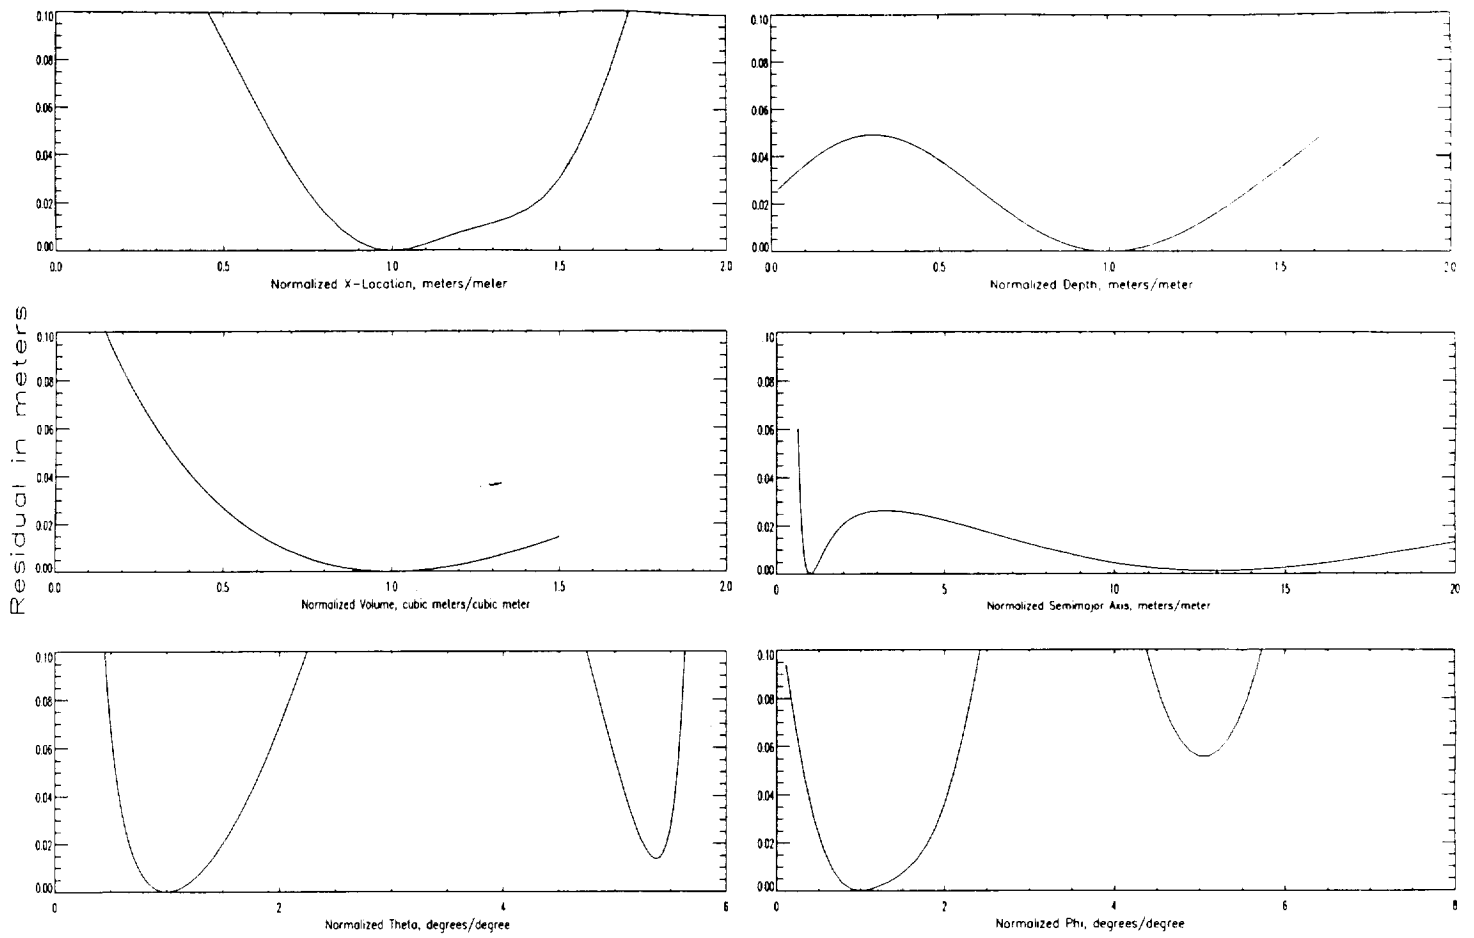 Residual in meters
0.10
0.08
0.06
0.04
0.02
0.00
0.0 0.5 1.0 1.5 2.0
Normalized X-Location, meters/meter
0.10
0.08
0.06
0.04
0.02
0.00
0.0 0.5 1.0 1.5 2.0
Normalized Depth, meters/meter
0.10
0.08
0.06
0.04
0.02
0.00
0.0 0.5 1.0 1.5 2.0
Normalized Volume, cubic meters/cubic meter
.10
0.08
0.06
0.04
0.02
0.00
0 5 10 15 20
Normalized Semimajor Axis, meters/meter
0.10
0.08
0.06
0.04
0.02
0.00
0 2 4 6
Normalized Theta, degrees/degree
0.10
0.08
0.06
0.04
0.02
0.00
0 2 4 6 8
Normalized Phi, degrees/degree